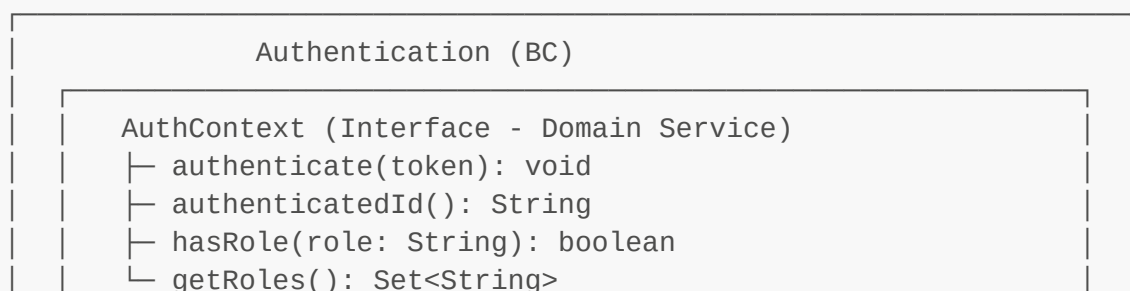 Authentication (BC)
AuthContext (Interface - Domain Service)
├─ authenticate(token): void
├─ authenticatedId(): String
├─ hasRole(role: String): boolean
└─ getRoles(): Set<String>